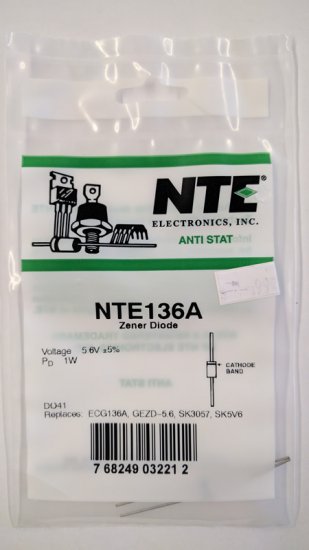 NTE
ELECTRONICS, INC.
ANTI STAT
NTE136A
Zener Diode
Voltage 5.6V ±5%
PD 1W
CATHODE
BAND
DO41
Replaces: ECG136A, GEZD-5.6, SK3057, SK5V6
7 68249 03221 2